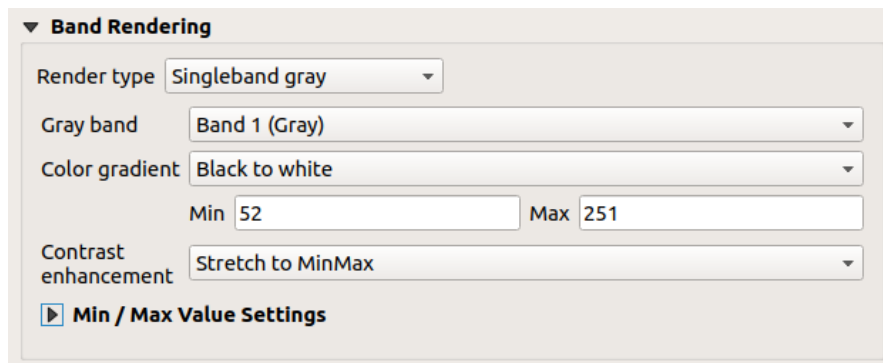 Band Rendering
Render type Singleband gray
Gray band Band 1 (Gray)
Color gradient Black to white
Min 52 Max 251
Contrast
enhancement Stretch to MinMax
Min / Max Value Settings